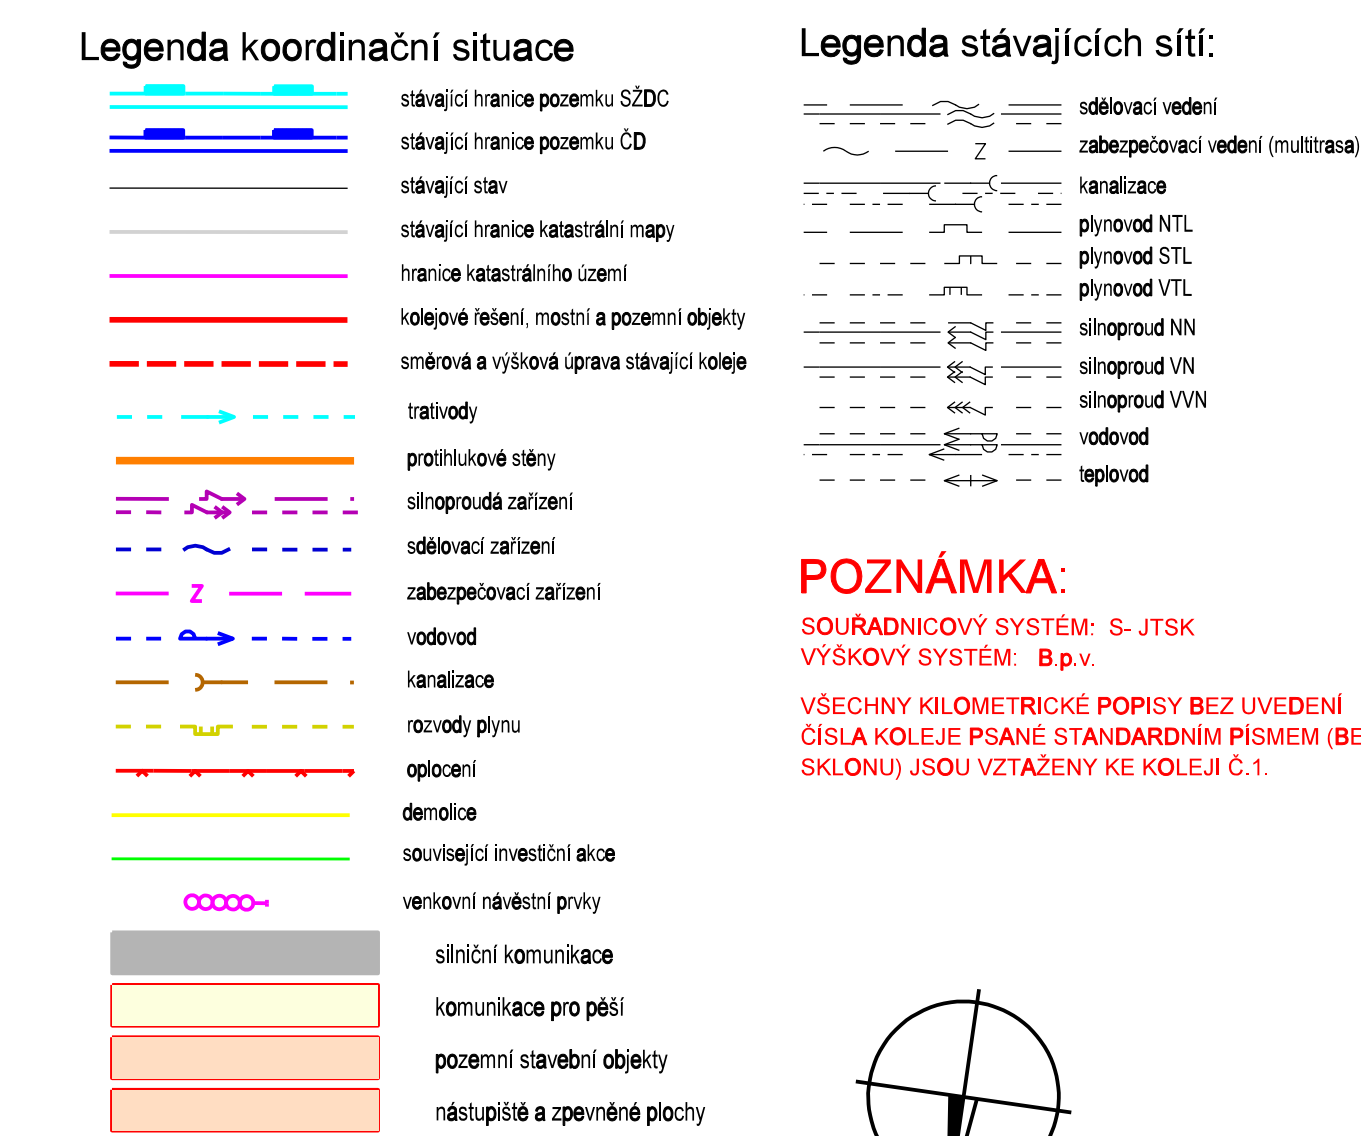 Legenda koordinační situace
stávající hranice pozemku SŽDC
stávající hranice pozemku ČD
stávající stav
stávající hranice katastrální mapy
hranice katastrálního území
kolejové řešení, mostní a pozemní objekty
směrová a výšková úprava stávající koleje
trativody
protihlukové stěny
silnoproudá zařízení
sdělovací zařízení
Z zabezpečovací zařízení
vodovod
kanalizace
rozvody plynu
oplocení
demolice
související investiční akce
venkovní návěstní prvky
silniční komunikace
komunikace pro pěší
pozemní stavební objekty
nástupiště a zpevněné plochy
Legenda stávajících sítí:
sdělovací vedení
Z zabezpečovací vedení (multitrasa)
kanalizace
plynovod NTL
plynovod STL
plynovod VTL
silnoproud NN
silnoproud VN
silnoproud VVN
vodovod
teplovod
POZNÁMKA:
SOUŘADNICOVÝ SYSTÉM: S- JTSK
VÝŠKOVÝ SYSTÉM: B.p.v.
VŠECHNY KILOMETRICKÉ POPISY BEZ UVEDENÍ
ČÍSLA KOLEJE PSANÉ STANDARDNÍM PÍSMEM (BE
SKLONU) JSOU VZTAŽENY KE KOLEJI Č.1.